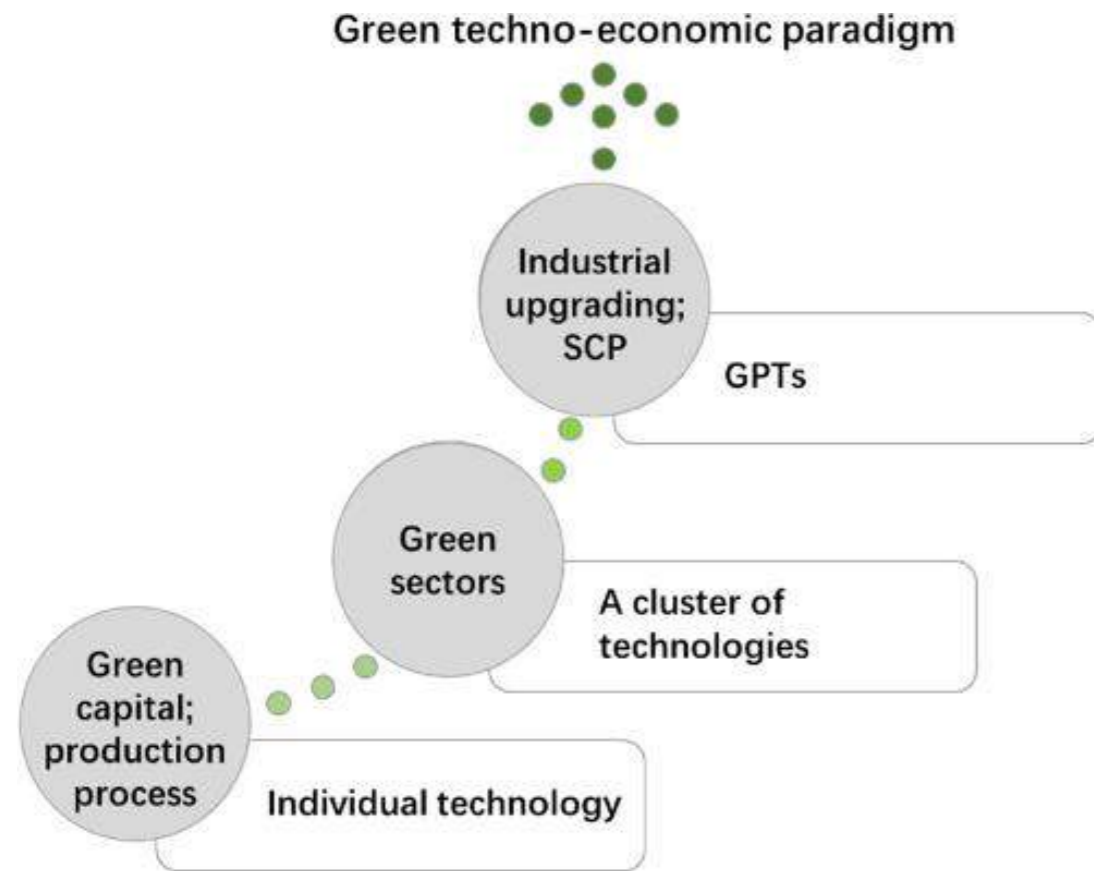 Green techno-economic paradigm
Industrial
upgrading;
SCP
GPTs
Green
sectors
A cluster of
technologies
Green
capital;
production
process
Individual technology